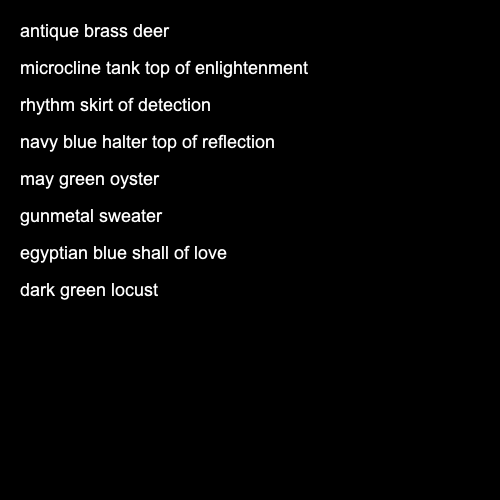 antique brass deer
microcline tank top of enlightenment
rhythm skirt of detection
navy blue halter top of reflection
may green oyster
gunmetal sweater
egyptian blue shall of love
dark green locust